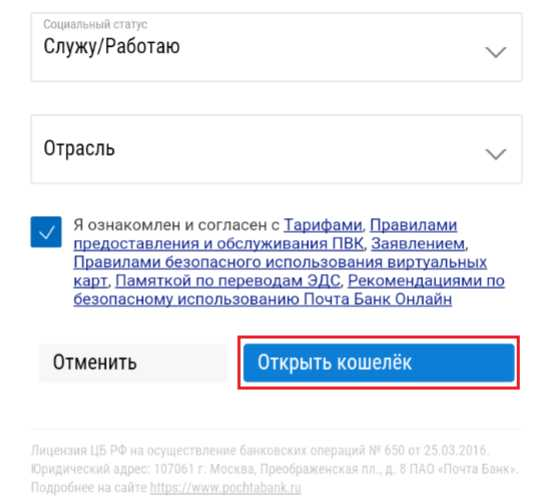 Социальный статус
Служу/Работаю
Отрасль
Я ознакомлен и согласен с Тарифами, Правилами
предоставления и обслуживания ПВК, Заявлением,
Правилами безопасного использования виртуальных
карт, Памяткой по переводам ЭДС, Рекомендациями по
безопасному использованию Почта Банк Онлайн
Отменить
Открыть кошелёк
Лицензия ЦБ РФ на осуществление банковских операций № 650 от 25.03.2016.
Юридический адрес: 107061 г. Москва, Преображенская пл., д. 8 ПАО «Почта Банк».
Подробнее на сайте https://www.pochtabank.ru